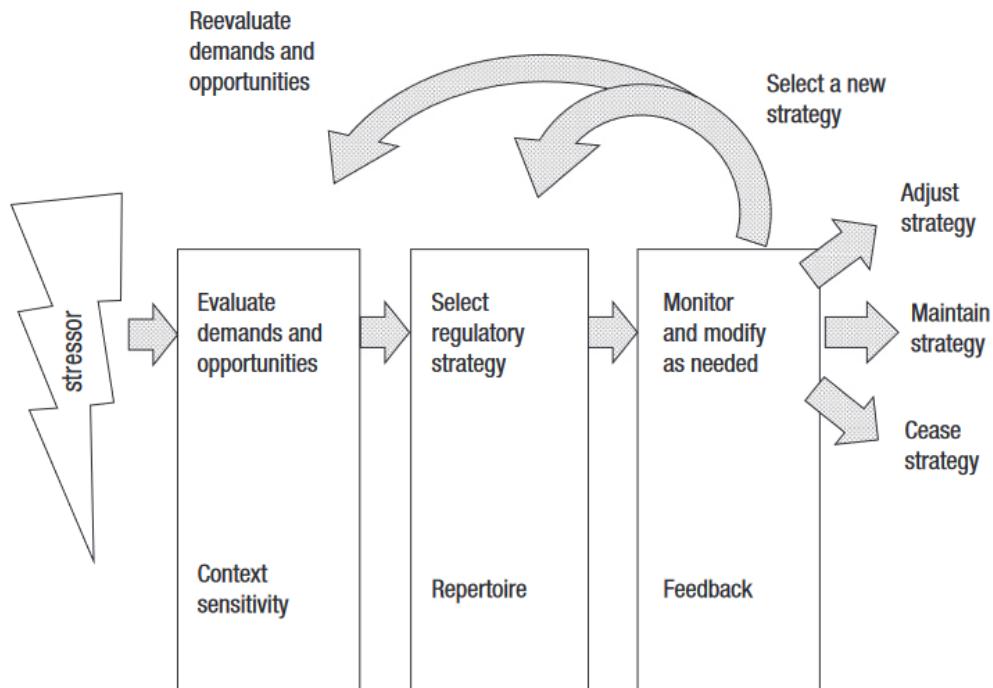 Reevaluate
demands and
opportunities
Select a new
strategy
Adjust
strategy
stressor
Evaluate
demands and
opportunities
Select
regulatory
strategy
Monitor
and modify
as needed
Maintain
strategy
Cease
strategy
Context
sensitivity
Repertoire
Feedback